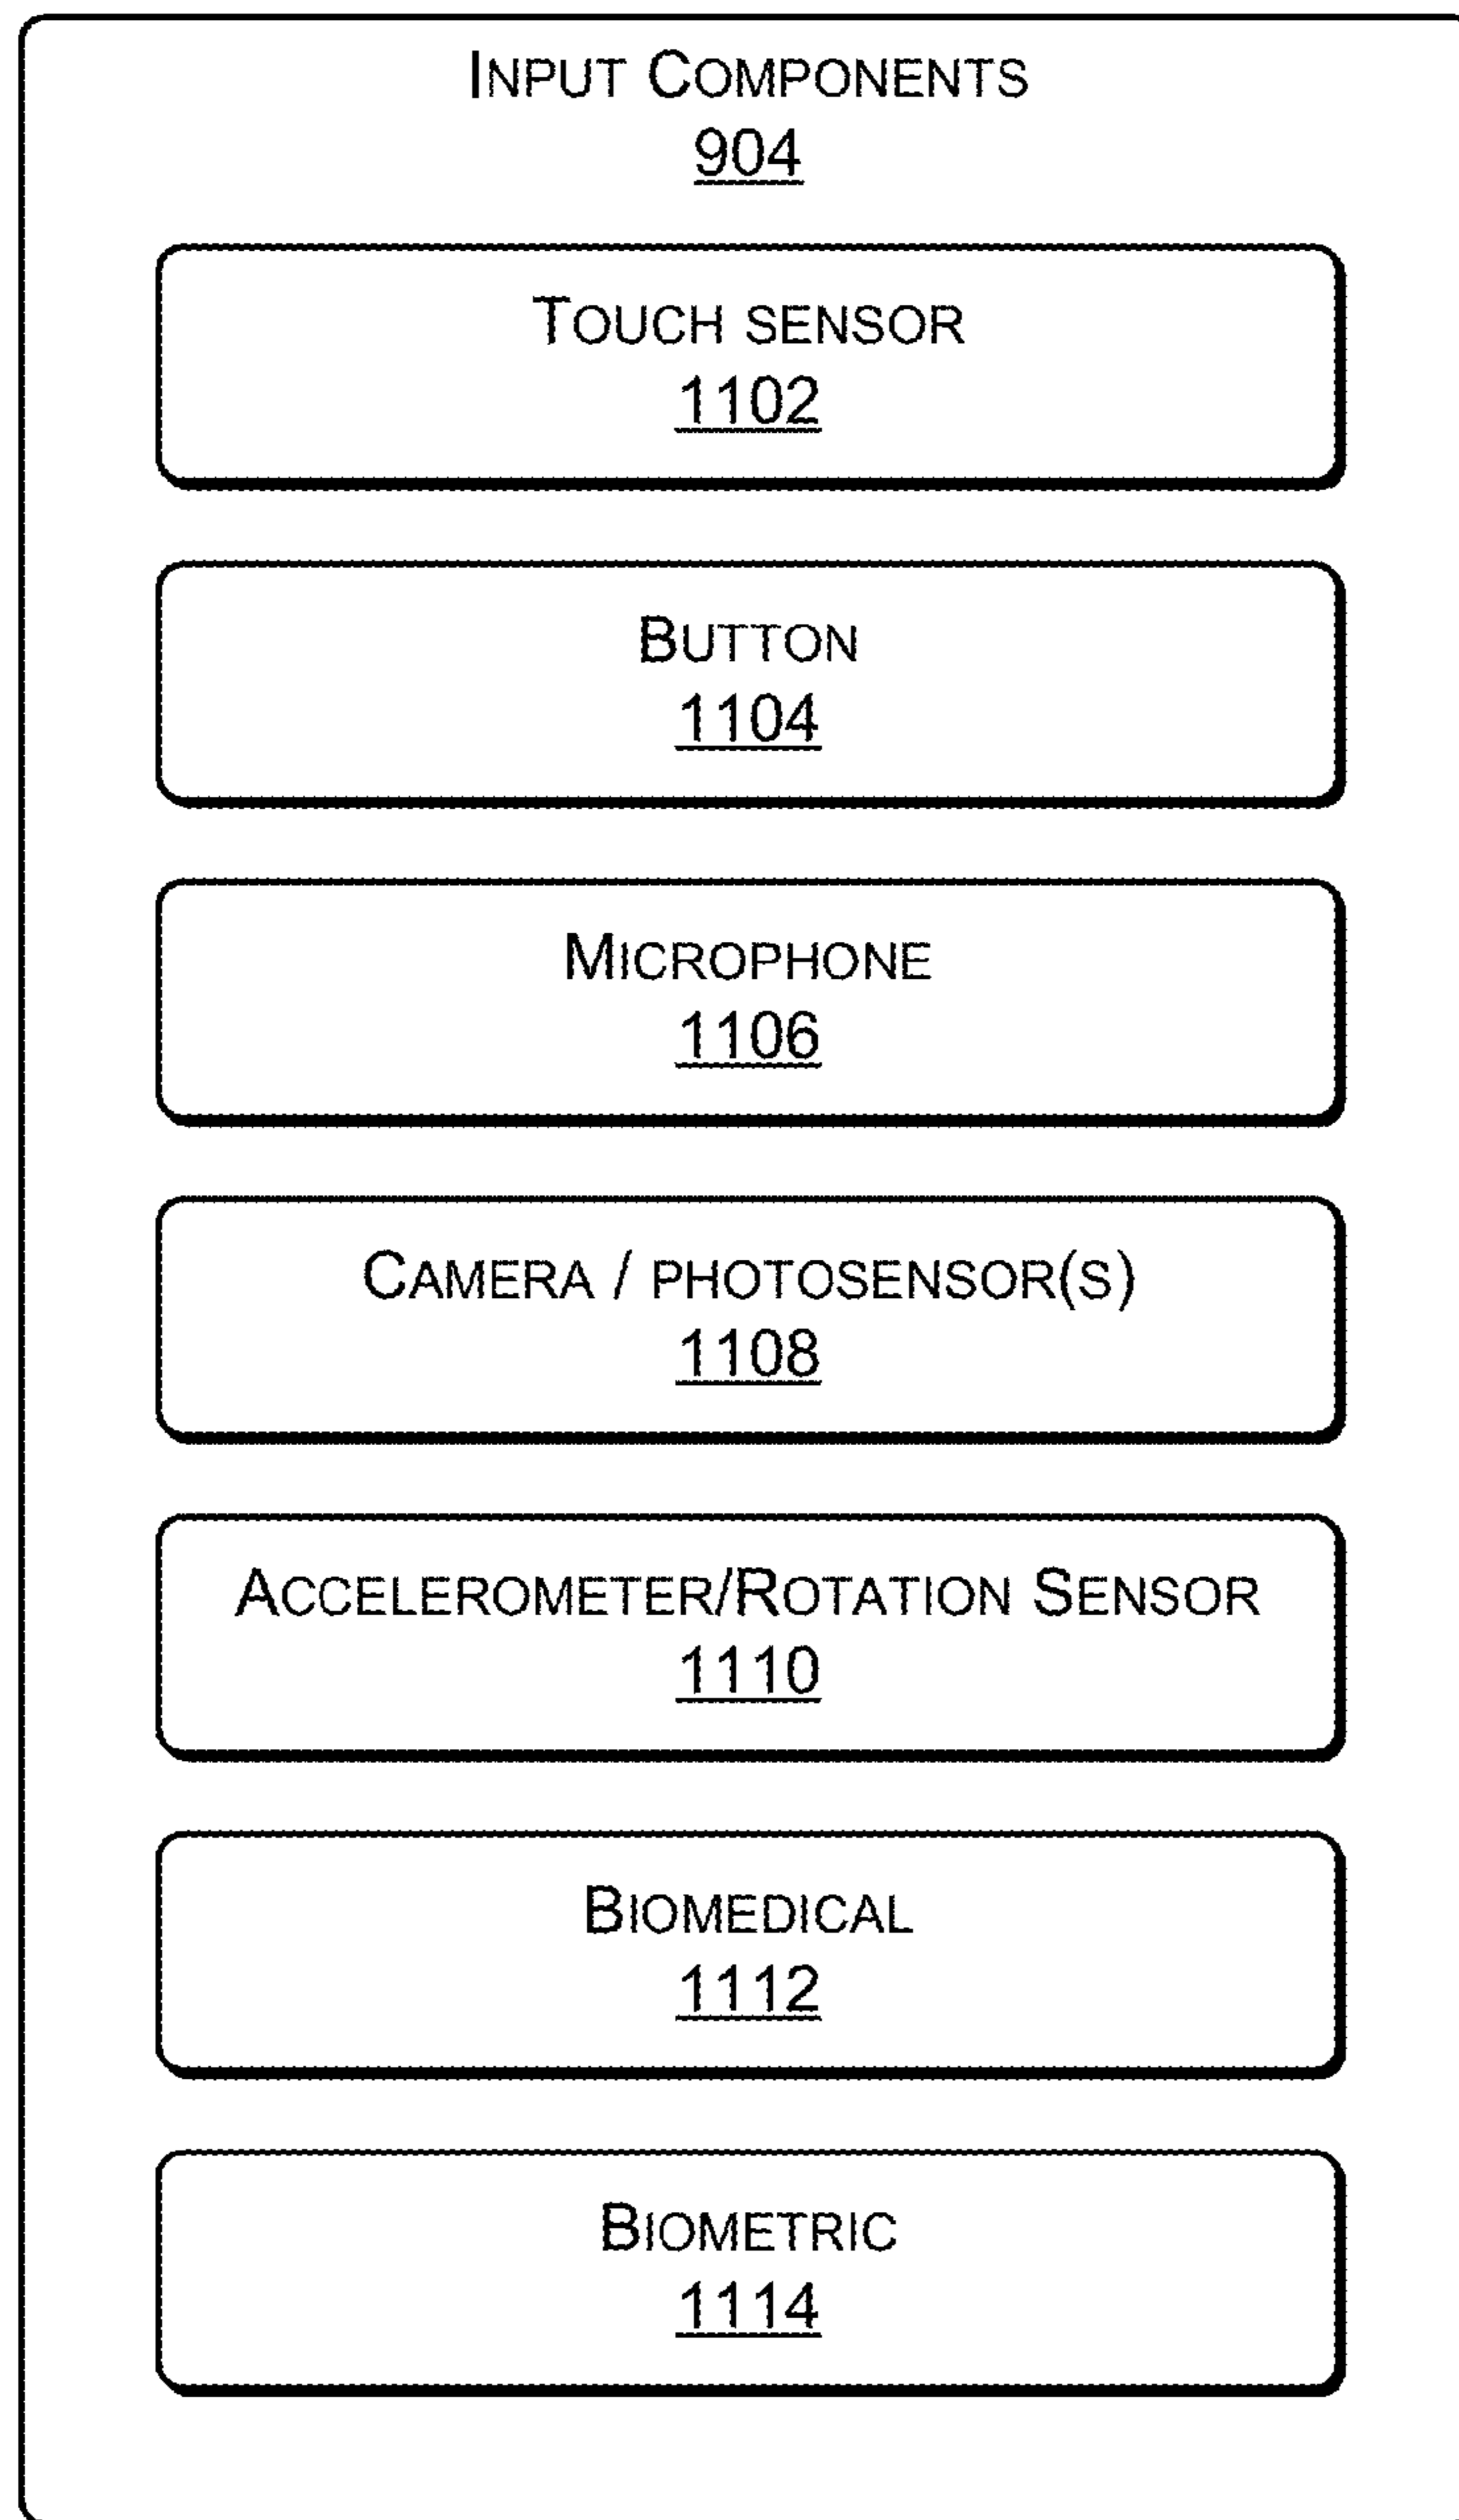 INPUT COMPONENTS
904
TOUCH SENSOR
1102
BUTTON
1104
MICROPHONE
1106
CAMERA / PHOTOSENSOR(S)
1108
ACCELEROMETER/ROTATION SENSOR
1110
BIOMEDICAL
1112
BIOMETRIC
1114